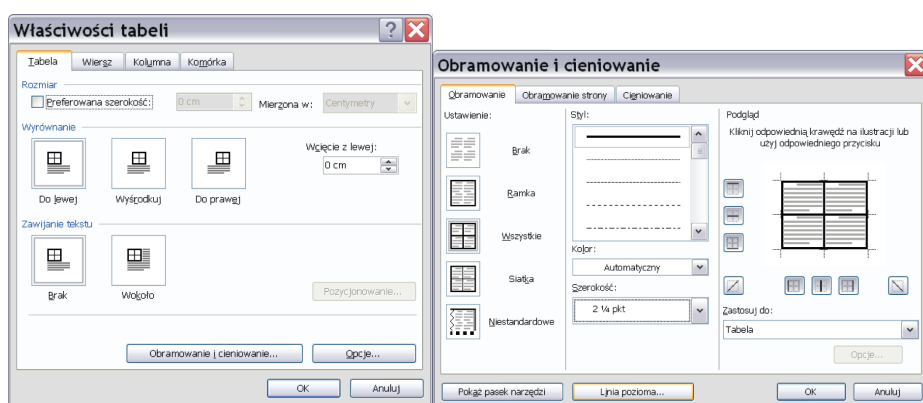 Właściwości tabeli
Tabela Wiersz Kolumna Komórka
Rozmiar
Preferowana szerokość: 0 cm Mierzona w: Centymetry
Wyrównanie
Wcięcie z lewej:
0 cm
Do lewej Wyśrodkuj Do prawej
Zawijanie tekstu
Brak Wokoło
Pozycjonowanie...
Obramowanie i cieniowanie... Opcje...
OK Anuluj
Obramowanie i cieniowanie
Obramowanie Obramowanie strony Cieniowanie
Ustawienie:
Brak
Ramka
Wszystkie
Siatka
Niestandardowe
Styl:
Kolor:
Automatyczny
Szerokość:
2 ¼ pkt
Podgląd
Kliknij odpowiednią krawędź na ilustracji lub
użyj odpowiedniego przycisku
Zastosuj do:
Tabela
Opcje...
Pokaż pasek narzędzi Linia pozioma... OK Anuluj